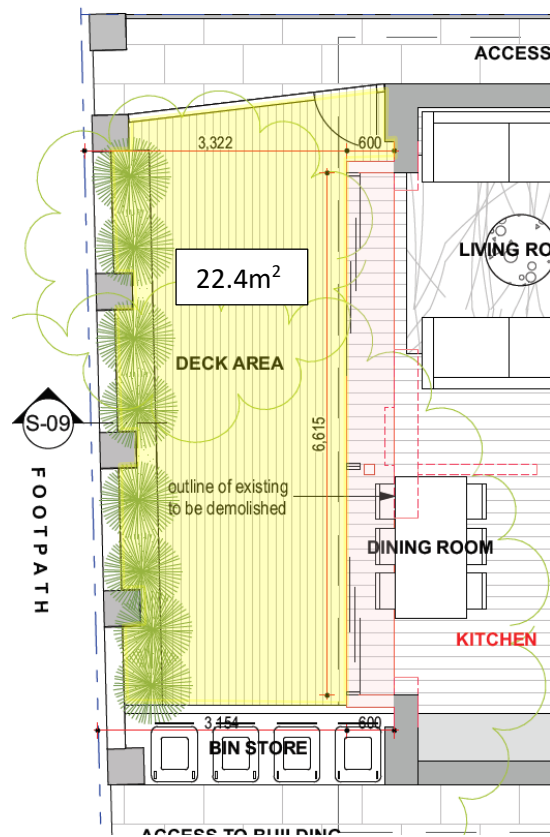 ACCESS
3,322
600
LIVING RO
22.4m²
DECK AREA
S-09
6,615
FOOTPATH
outline of existing
to be demolished
DINING ROOM
KITCHEN
3,154
600
BIN STORE
ACCESS TO BUILDING